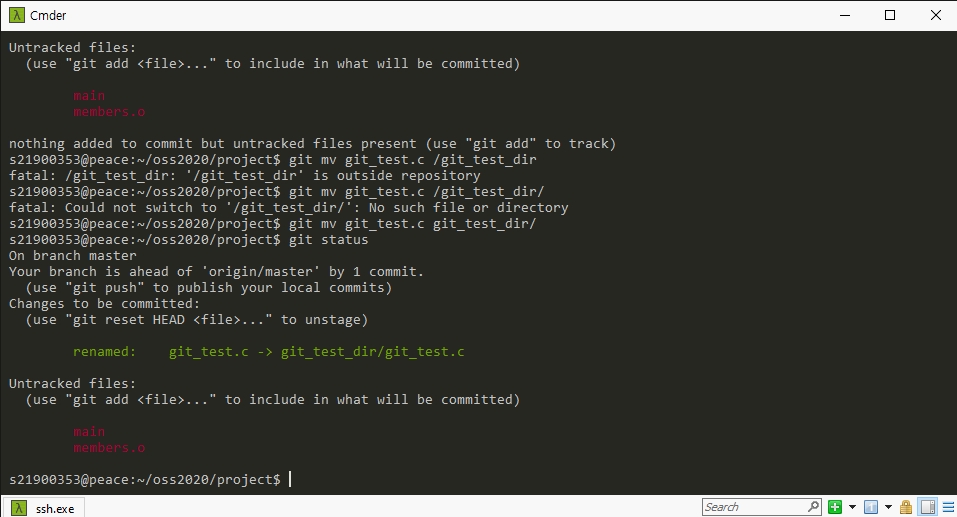 Cmder
Untracked files:
(use "git add <file>..." to include in what will be committed)
main
members.o
nothing added to commit but untracked files present (use "git add" to track)
s21900353@peace:~/oss2020/project$ git mv git_test.c /git_test_dir
fatal: /git_test_dir: '/git_test_dir' is outside repository
s21900353@peace:~/oss2020/project$ git mv git_test.c /git_test_dir/
fatal: Could not switch to '/git_test_dir/': No such file or directory
s21900353@peace:~/oss2020/project$ git mv git_test.c git_test_dir/
s21900353@peace:~/oss2020/project$ git status
On branch master
Your branch is ahead of 'origin/master' by 1 commit.
(use "git push" to publish your local commits)
Changes to be committed:
(use "git reset HEAD <file>..." to unstage)
renamed: git_test.c -> git_test_dir/git_test.c
Untracked files:
(use "git add <file>..." to include in what will be committed)
main
members.o
s21900353@peace:~/oss2020/project$
ssh.exe Search